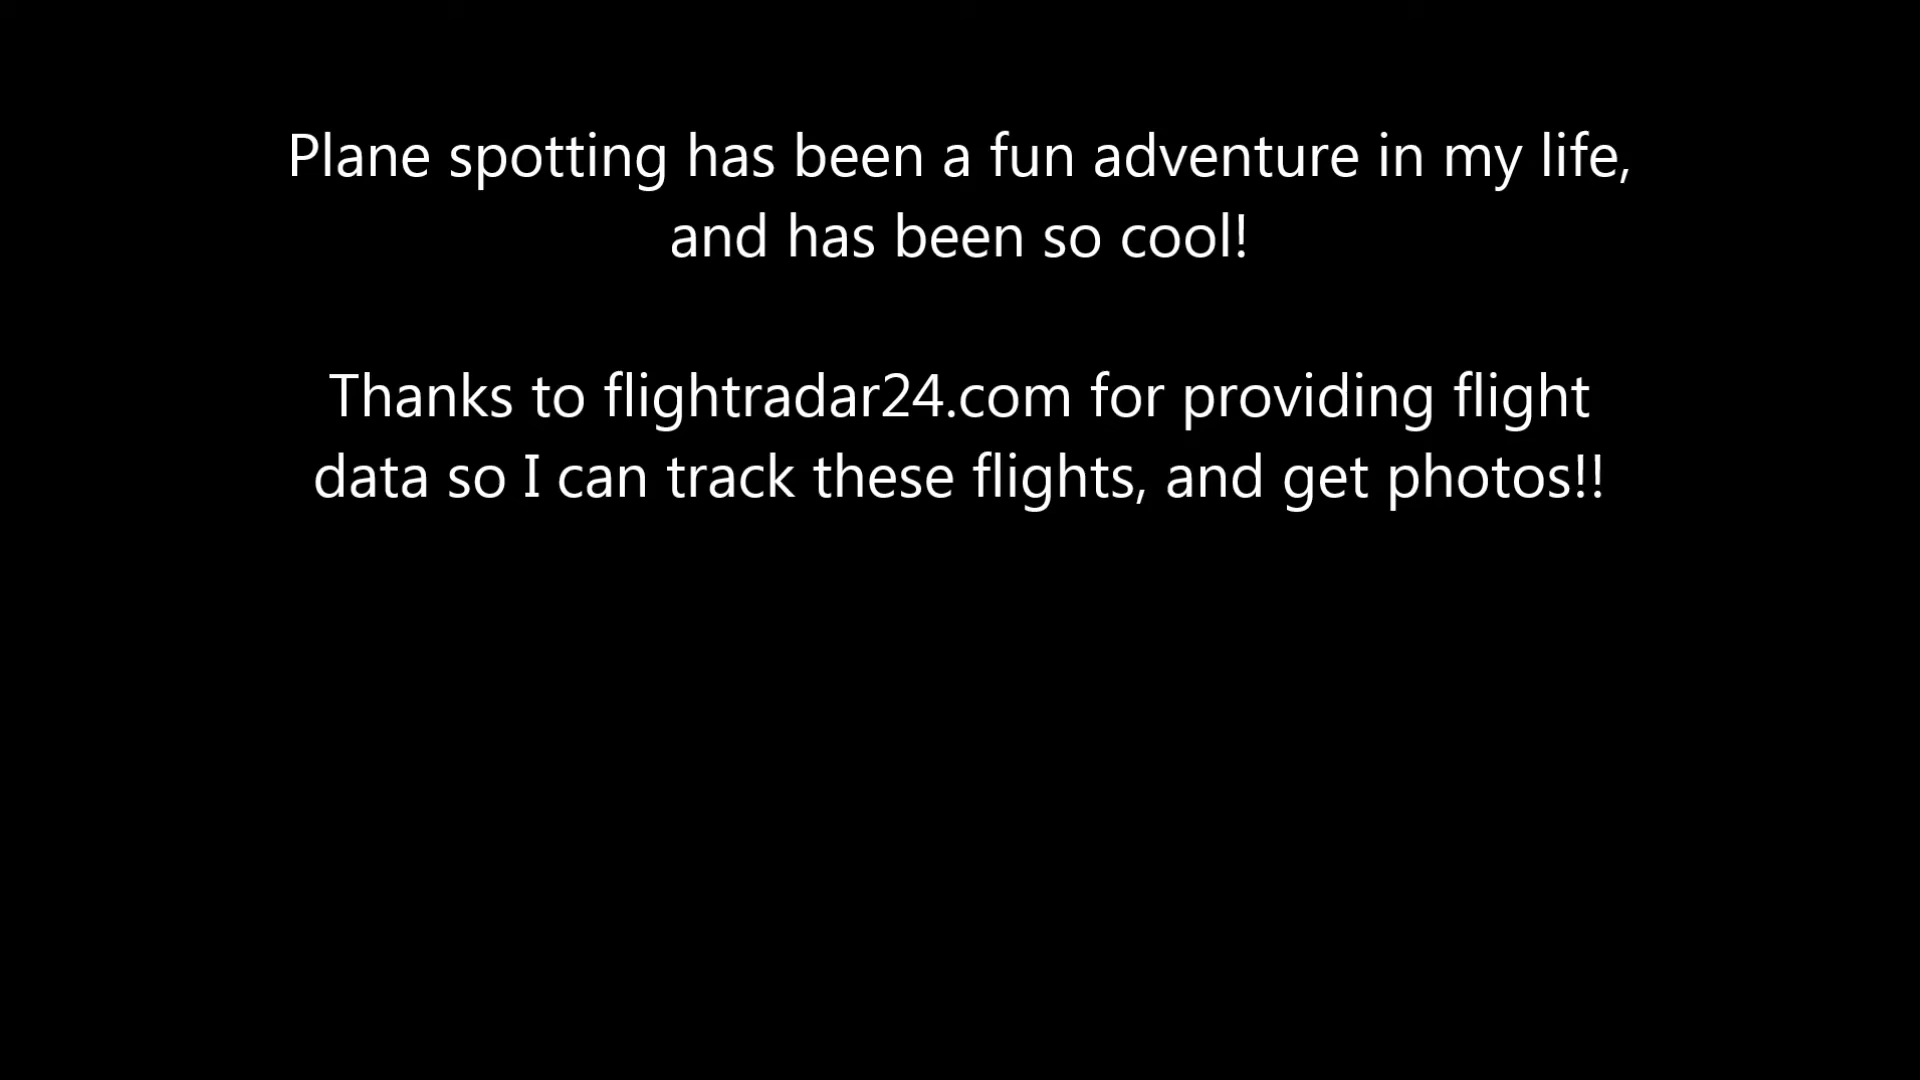 Plane spotting has been a fun adventure in my life,
and has been so cool!
Thanks to flightradar24.com for providing flight
data so I can track these flights, and get photos!!